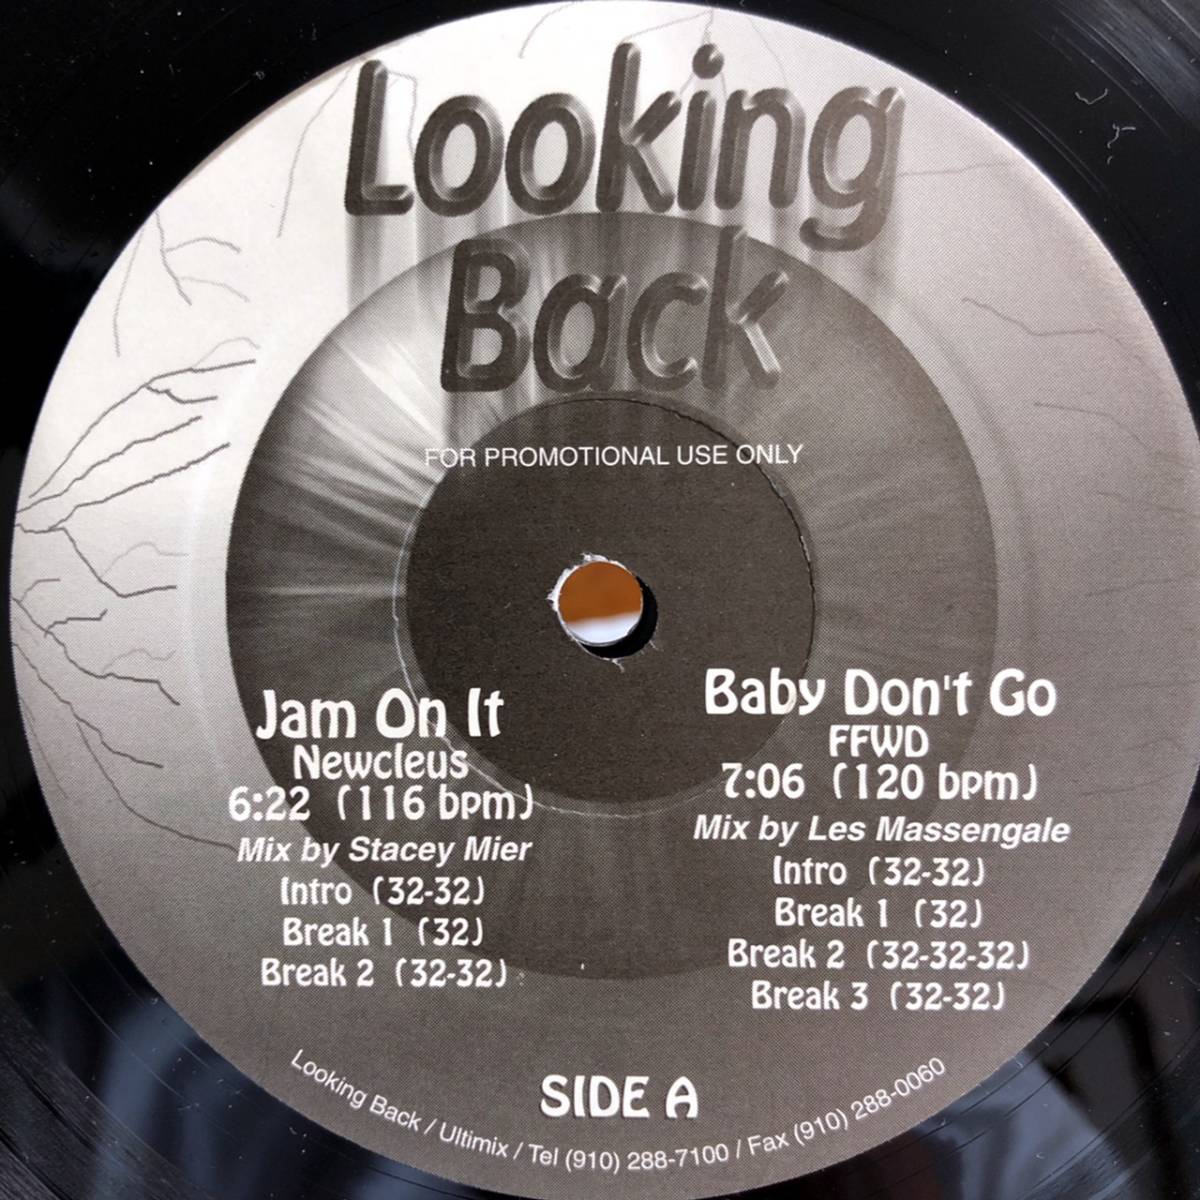 Looking
Back
FOR PROMOTIONAL USE ONLY
Jam On It
Newcleus
6:22 (116 bpm)
Mix by Stacey Mier
Intro (32-32)
Break 1 (32)
Break 2 (32-32)
Baby Don't Go
FFWD
7:06 (120 bpm)
Mix by Les Massengale
Intro (32-32)
Break 1 (32)
Break 2 (32-32-32)
Break 3 (32-32)
SIDE A
Looking Back / Ultimix / Tel (910) 288-7100 / Fax (910) 288-0060